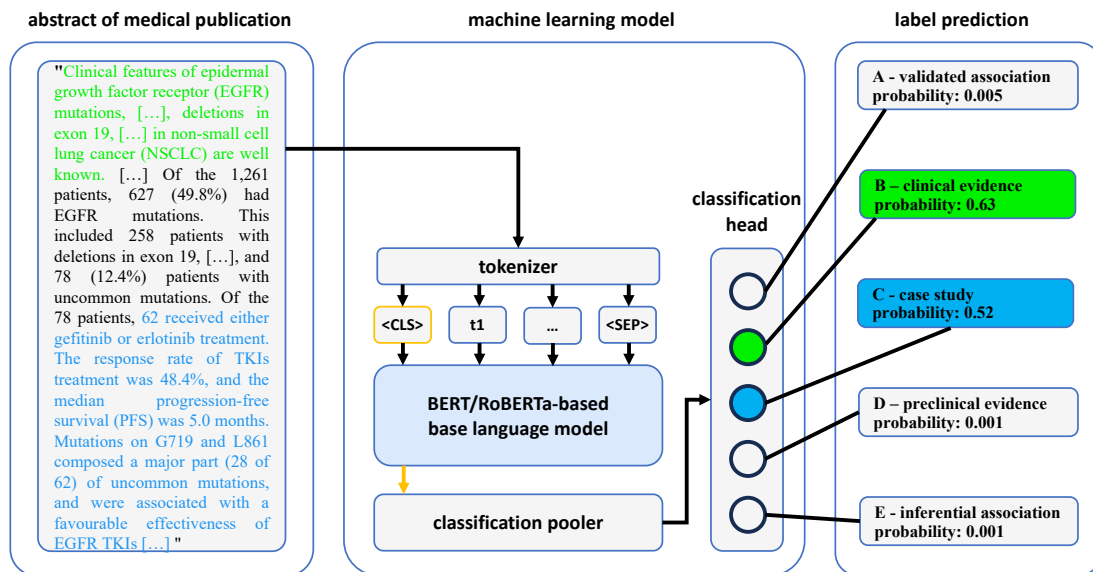 abstract of medical publication
"Clinical features of epidermal
growth factor receptor (EGFR)
mutations, […], deletions in
exon 19, […] in non-small cell
lung cancer (NSCLC) are well
known. […] Of the 1,261
patients, 627 (49.8%) had
EGFR mutations. This
included 258 patients with
deletions in exon 19, […], and
78 (12.4%) patients with
uncommon mutations. Of the
78 patients, 62 received either
gefitinib or erlotinib treatment.
The response rate of TKIs
treatment was 48.4%, and the
median progression-free
survival (PFS) was 5.0 months.
Mutations on G719 and L861
composed a major part (28 of
62) of uncommon mutations,
and were associated with a
favourable effectiveness of
EGFR TKIs […] "
machine learning model
tokenizer
<CLS>
t1
...
<SEP>
BERT/RoBERTa-based
base language model
classification pooler
classification
head
label prediction
A - validated association
probability: 0.005
B – clinical evidence
probability: 0.63
C - case study
probability: 0.52
D – preclinical evidence
probability: 0.001
E - inferential association
probability: 0.001